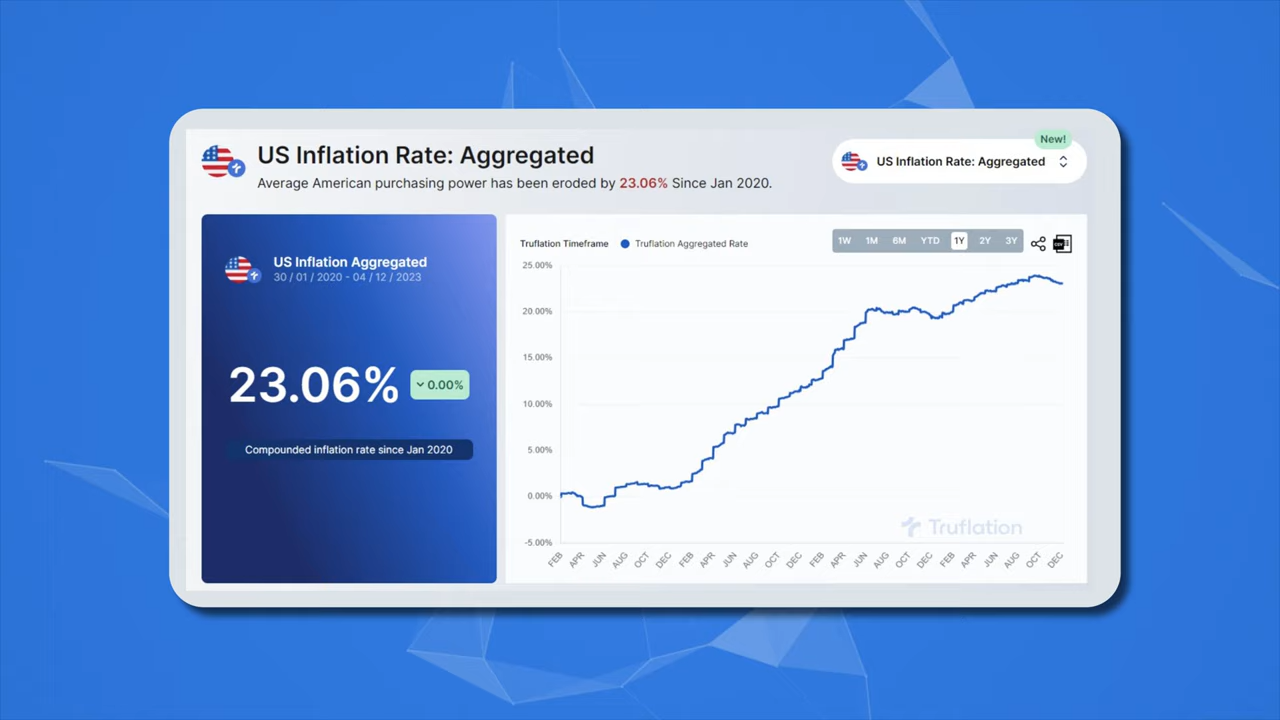 US Inflation Rate: Aggregated
Average American purchasing power has been eroded by 23.06% Since Jan 2020.
New!
US Inflation Rate: Aggregated
US Inflation Aggregated
30 / 01 / 2020 - 04 / 12 / 2023
23.06%
0.00%
Compounded inflation rate since Jan 2020
Truflation Timeframe
Truflation Aggregated Rate
1W 1M 6M YTD 1Y 2Y 3Y
CSV
25.00%
20.00%
15.00%
10.00%
5.00%
0.00%
-5.00%
Truflation
FEB APR JUN AUG OCT DEC FEB APR JUN AUG OCT DEC FEB APR JUN AUG OCT DEC FEB APR JUN AUG OCT DEC